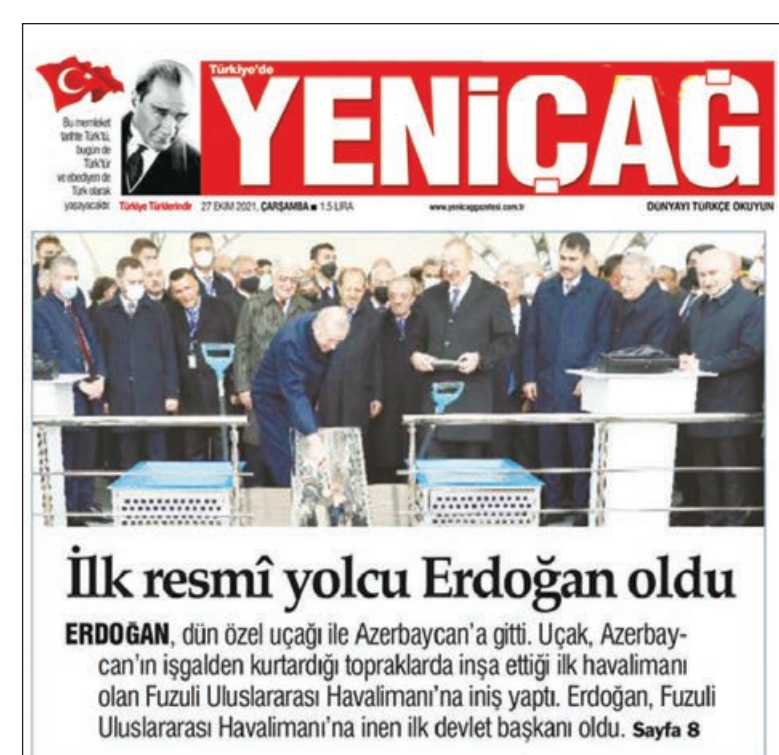 Türkiye'de
YENİÇAĞ
Bu memleket
tarihte Türk'tü,
bugün de
Türk'tür
ve ebediyen de
Türk olarak
yaşayacaktır.
Türkiye Türklerindir 27 EKİM 2021, ÇARŞAMBA ■ 1.5 LİRA www.yenicaggazetesi.com.tr DÜNYAYI TÜRKÇE OKUYUN
İlk resmî yolcu Erdoğan oldu
ERDOĞAN, dün özel uçağı ile Azerbaycan'a gitti. Uçak, Azerbay-
can'ın işgalden kurtardığı topraklarda inşa ettiği ilk havalimanı
olan Fuzuli Uluslararası Havalimanı'na iniş yaptı. Erdoğan, Fuzuli
Uluslararası Havalimanı'na inen ilk devlet başkanı oldu. Sayfa 8